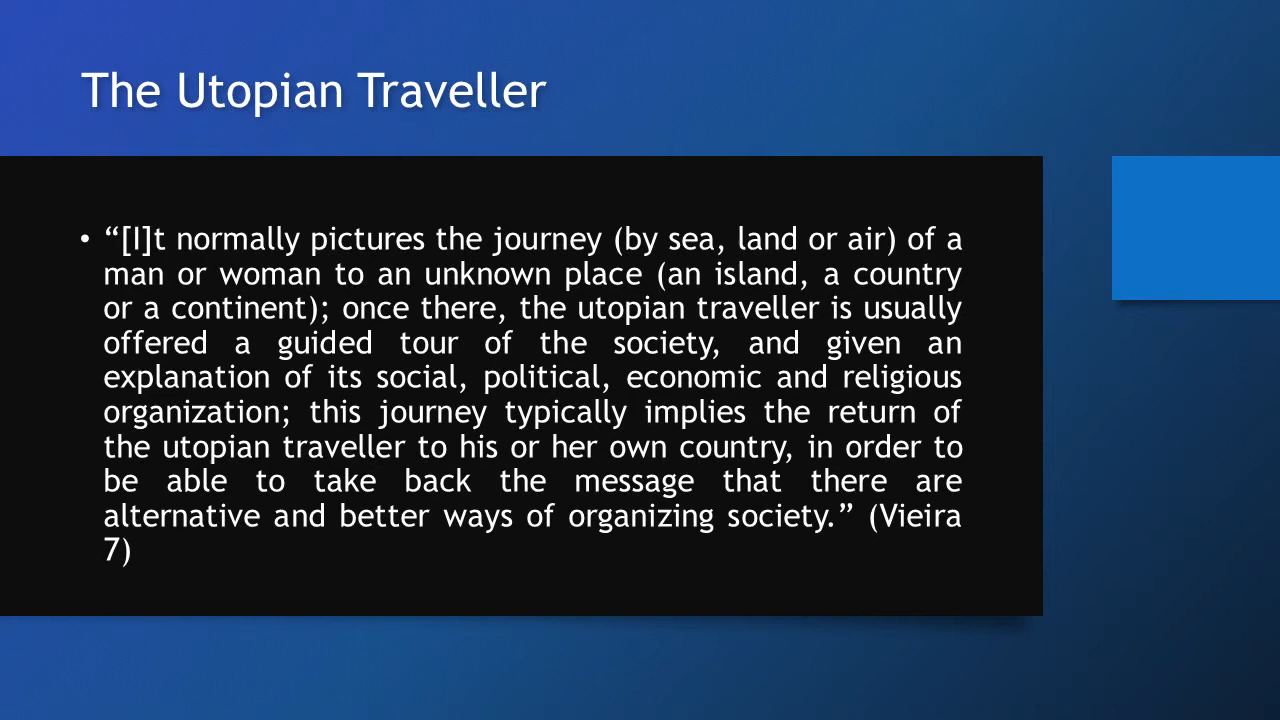 The Utopian Traveller
• “[I]t normally pictures the journey (by sea, land or air) of a
man or woman to an unknown place (an island, a country
or a continent); once there, the utopian traveller is usually
offered a guided tour of the society, and given an
explanation of its social, political, economic and religious
organization; this journey typically implies the return of
the utopian traveller to his or her own country, in order to
be able to take back the message that there are
alternative and better ways of organizing society.” (Vieira
7)